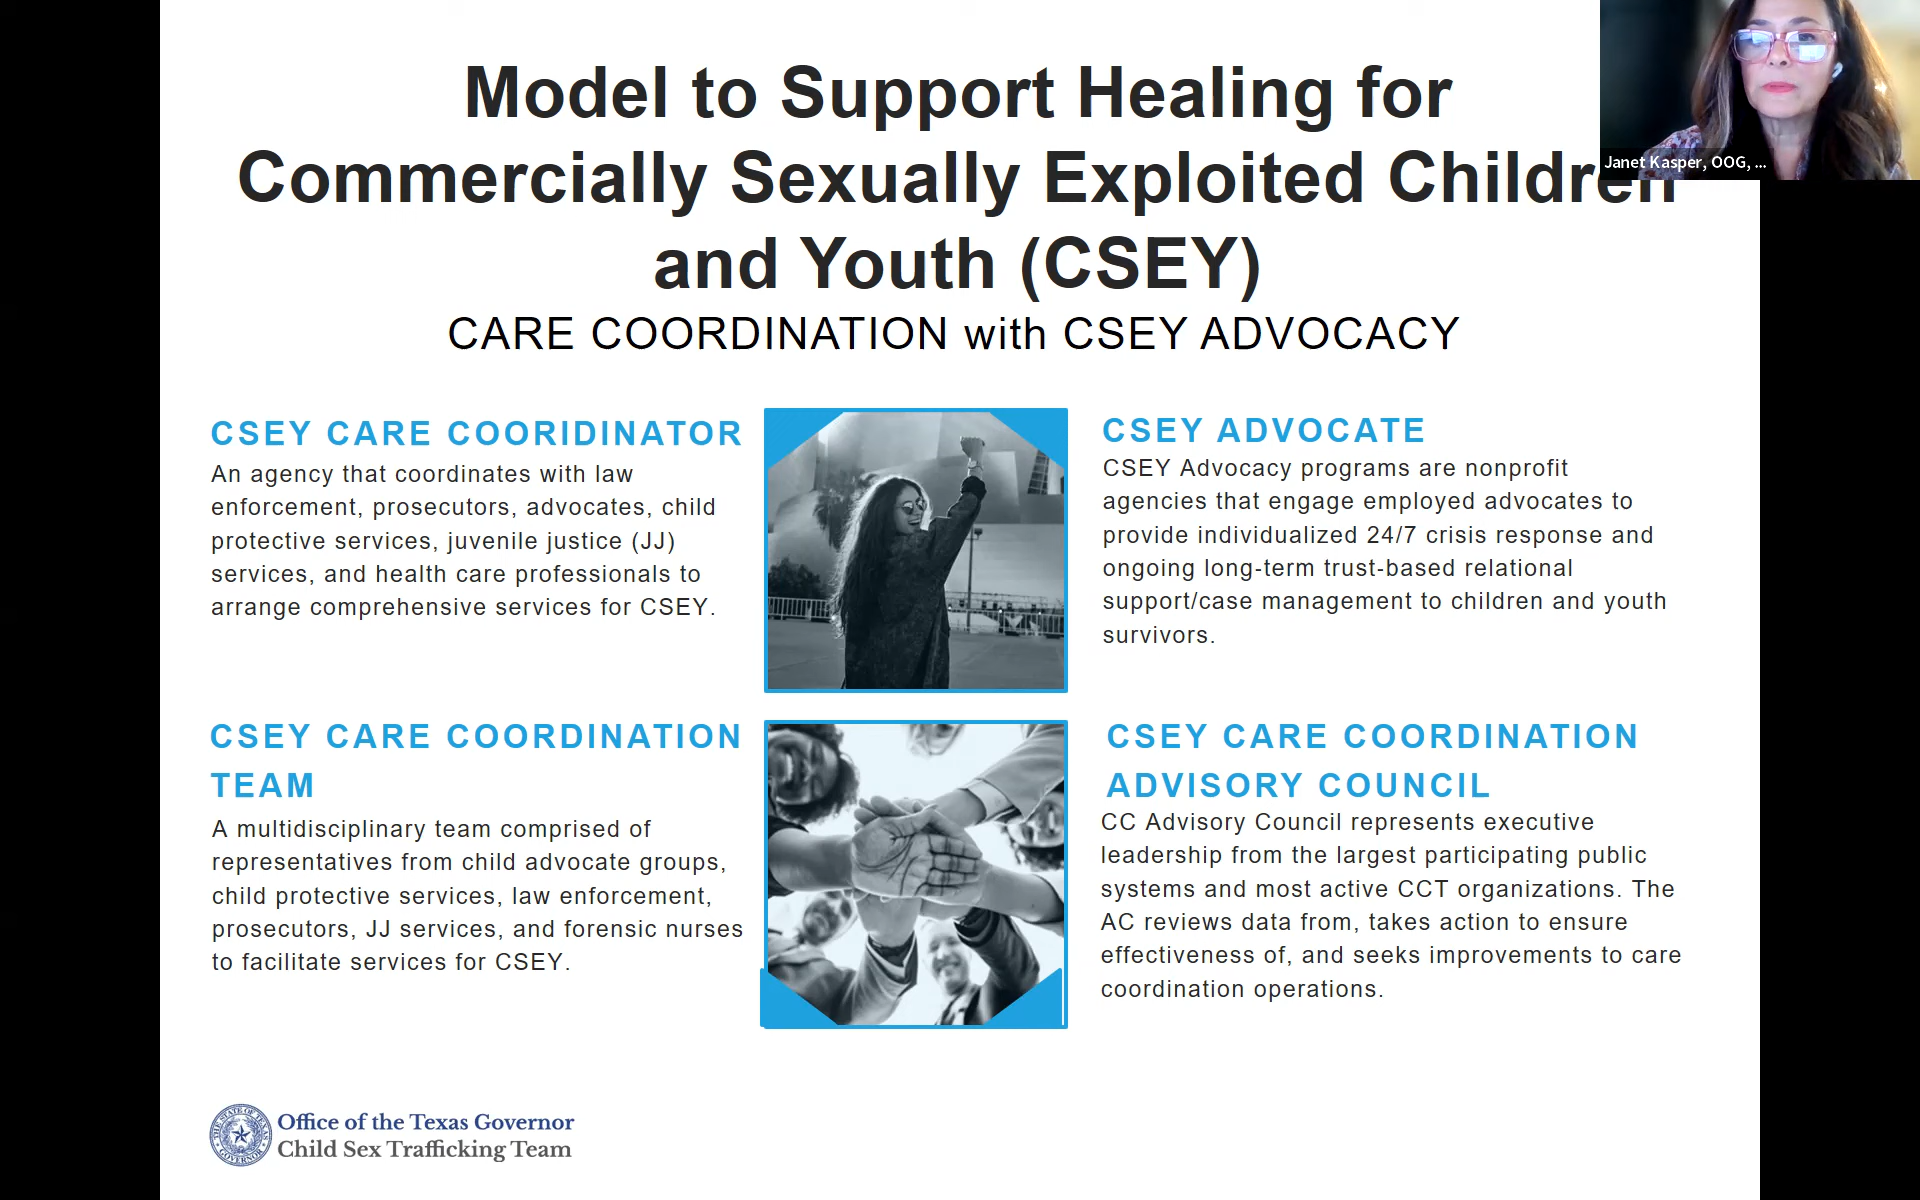 Model to Support Healing for
Commercially Sexually Exploited Children
and Youth (CSEY)
CARE COORDINATION with CSEY ADVOCACY
Janet Kasper, OOG, ...
CSEY CARE COORIDINATOR
An agency that coordinates with law
enforcement, prosecutors, advocates, child
protective services, juvenile justice (JJ)
services, and health care professionals to
arrange comprehensive services for CSEY.
CSEY ADVOCATE
CSEY Advocacy programs are nonprofit
agencies that engage employed advocates to
provide individualized 24/7 crisis response and
ongoing long-term trust-based relational
support/case management to children and youth
survivors.
CSEY CARE COORDINATION
TEAM
A multidisciplinary team comprised of
representatives from child advocate groups,
child protective services, law enforcement,
prosecutors, JJ services, and forensic nurses
to facilitate services for CSEY.
CSEY CARE COORDINATION
ADVISORY COUNCIL
CC Advisory Council represents executive
leadership from the largest participating public
systems and most active CCT organizations. The
AC reviews data from, takes action to ensure
effectiveness of, and seeks improvements to care
coordination operations.
THE STATE OF TEXAS
GOVERNOR
Office of the Texas Governor
Child Sex Trafficking Team